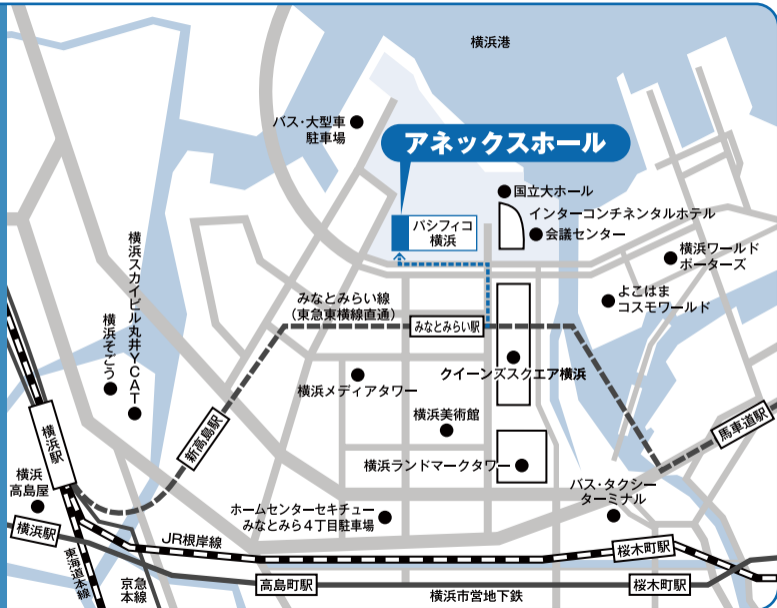 横浜港
バス・大型車
駐車場
アネックスホール
国立大ホール
インターコンチネンタルホテル
パシフィコ
横浜
会議センター
横浜ワールド
ポーターズ
よこはま
コスモワールド
横浜スカイビル丸井YCAT
横浜そごう
みなとみらい線
（東急東横線直通）
みなとみらい駅
クイーンズスクエア横浜
横浜メディアタワー
横浜美術館
新高島駅
馬車道駅
横浜駅
横浜ランドマークタワー
横浜
高島屋
バス・タクシー
ターミナル
ホームセンターセキチュー
みなとみら4丁目駐車場
横浜駅
JR根岸線
桜木町駅
東海道本線
京急
本線
高島町駅
横浜市営地下鉄
桜木町駅